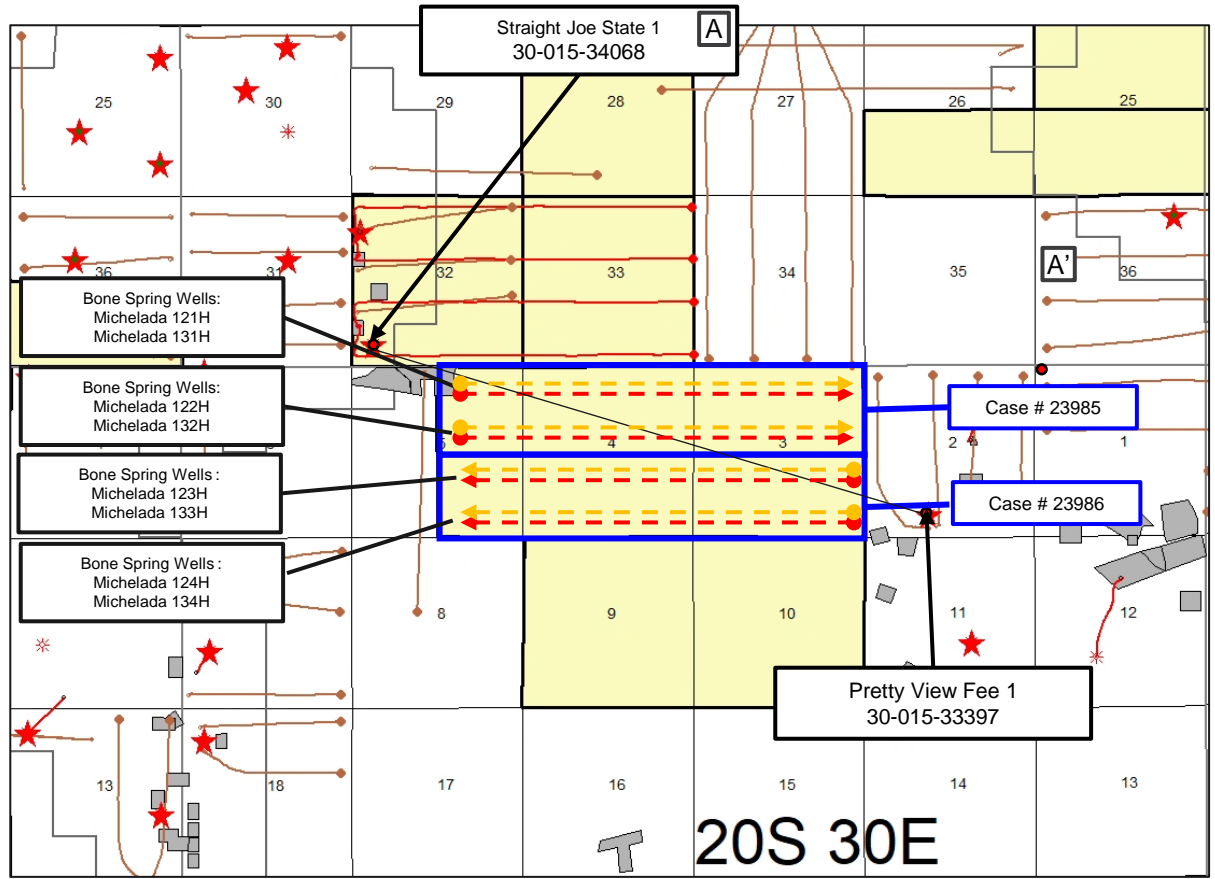 Straight Joe State 1
30-015-34068
A
25
30
29
28
27
26
25
36
31
32
33
34
35
36
A'
Bone Spring Wells:
Michelada 121H
Michelada 131H
Bone Spring Wells:
Michelada 122H
Michelada 132H
Bone Spring Wells:
Michelada 123H
Michelada 133H
Bone Spring Wells :
Michelada 124H
Michelada 134H
5
4
3
2
1
Case # 23985
Case # 23986
8
9
10
11
12
Pretty View Fee 1
30-015-33397
13
18
17
16
15
14
13
20S 30E